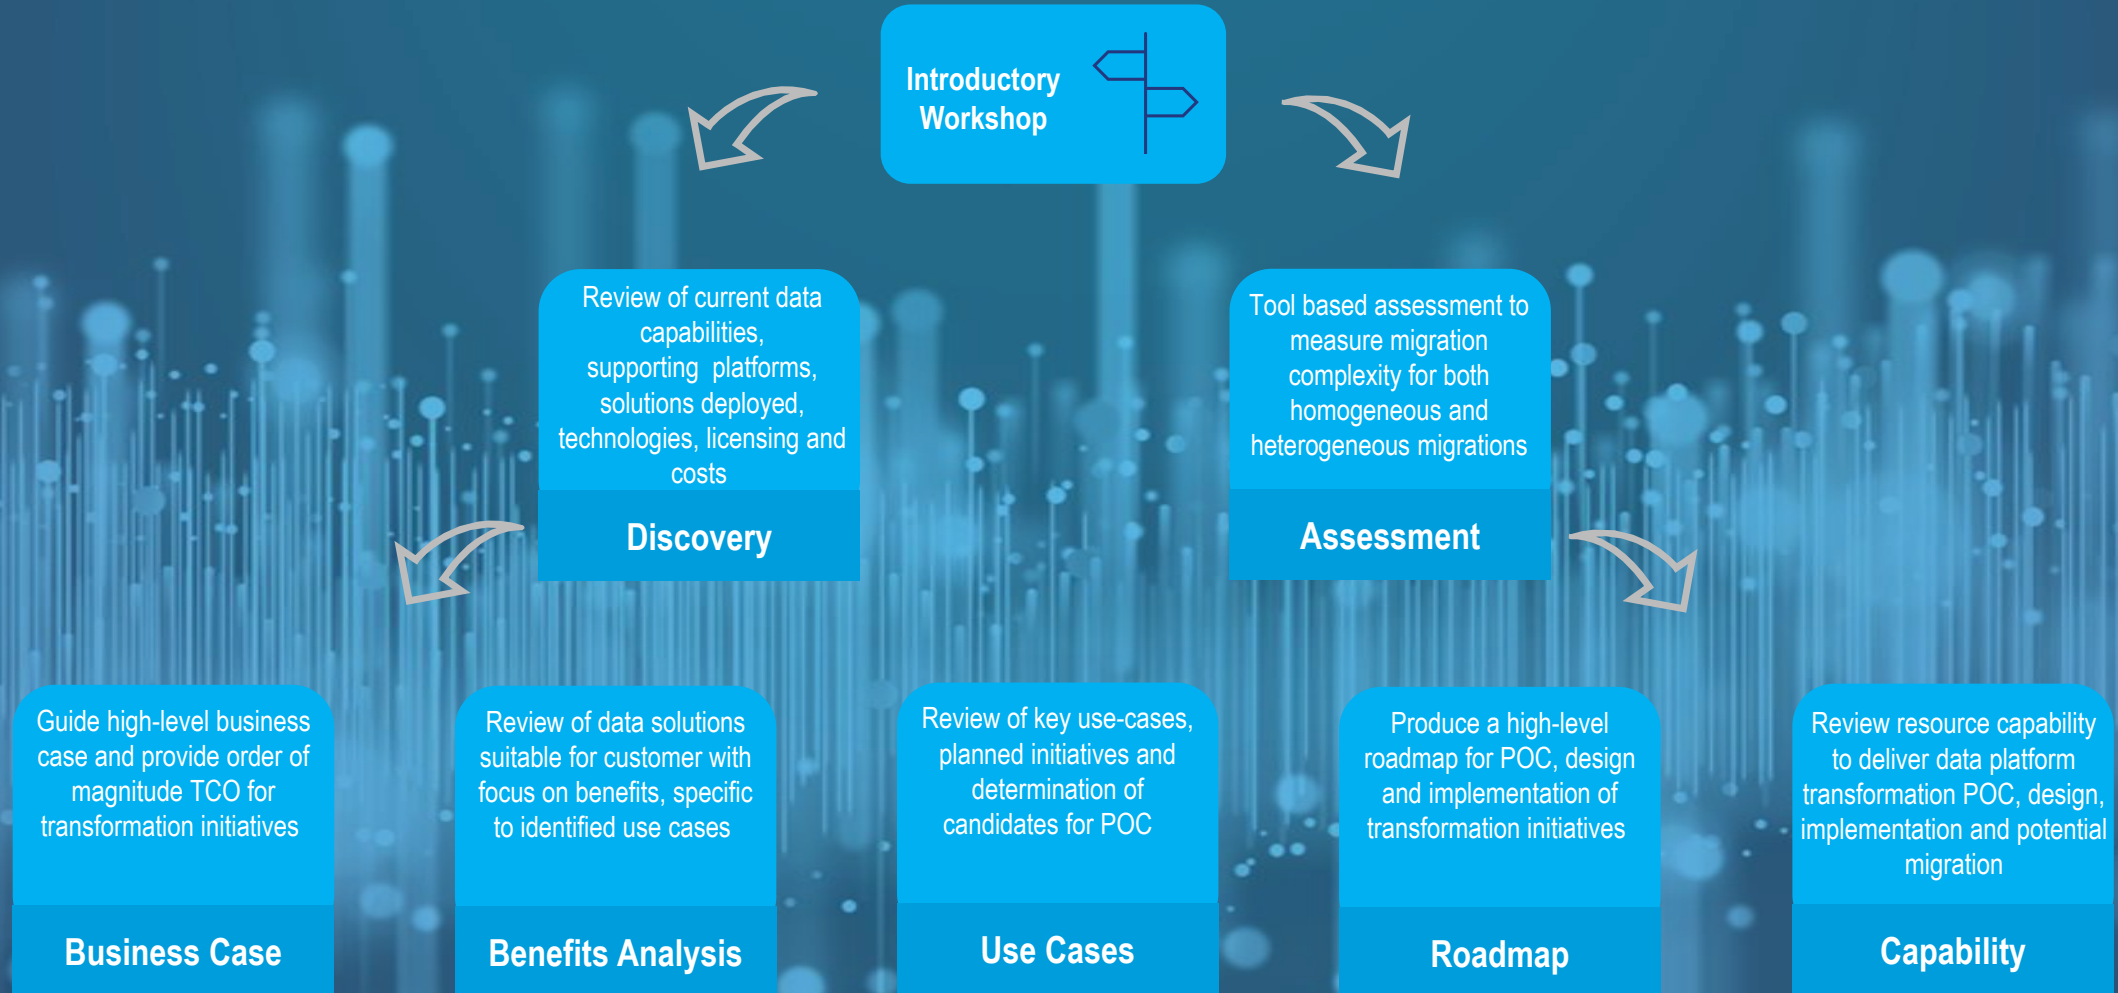 Introductory
Workshop
Review of current data
capabilities,
supporting  platforms,
solutions deployed,
technologies, licensing and
costs
Discovery
Tool based assessment to
measure migration
complexity for both
homogeneous and
heterogeneous migrations
Assessment
Guide high-level business
case and provide order of
magnitude TCO for
transformation initiatives
Business Case
Review of data solutions
suitable for customer with
focus on benefits, specific
to identified use cases
Benefits Analysis
Review of key use-cases,
planned initiatives and
determination of
candidates for POC
Use Cases
Produce a high-level
roadmap for POC, design
and implementation of
transformation initiatives
Roadmap
Review resource capability
to deliver data platform
transformation POC, design,
implementation and potential
migration
Capability